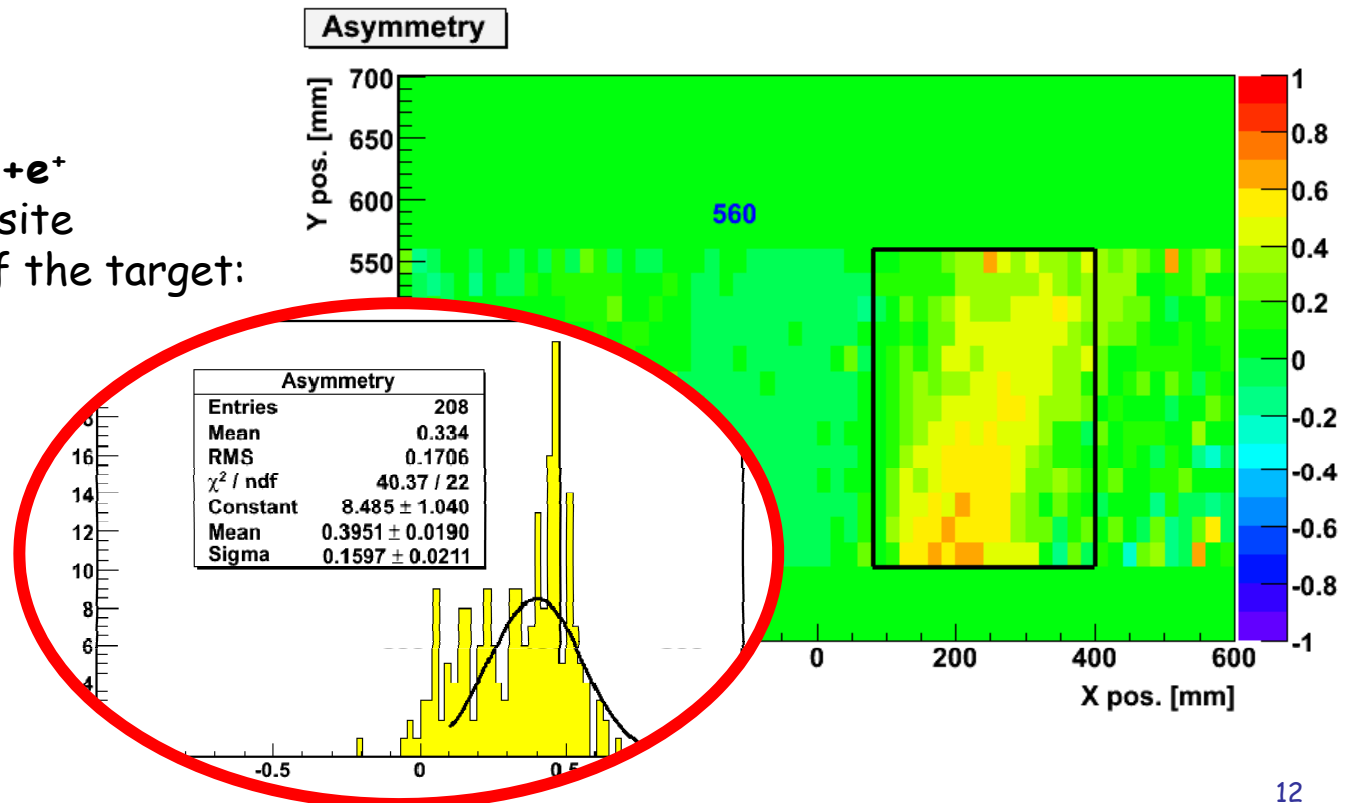 Asymmetry
+e⁺
site
f the target:
Y pos. [mm]
700
650
600
550
560
1
0.8
0.6
0.4
0.2
0
-0.2
-0.4
-0.6
-0.8
-1
0
200
400
600
X pos. [mm]
Asymmetry
Entries 208
Mean 0.334
RMS 0.1706
χ² / ndf 40.37 / 22
Constant 8.485 ± 1.040
Mean 0.3951 ± 0.0190
Sigma 0.1597 ± 0.0211
16
14
12
10
8
6
4
-0.5
0
0.5
12